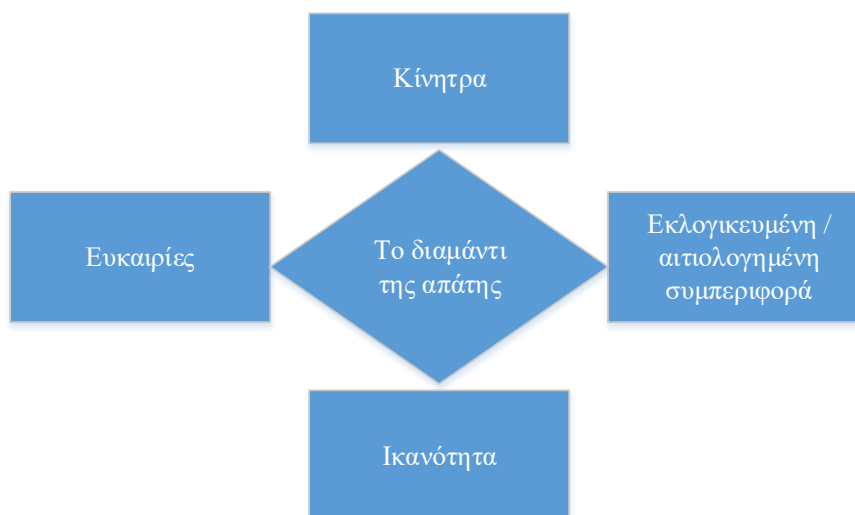 Κίνητρα
Ευκαιρίες
Το διαμάντι
της απάτης
Εκλογικευμένη /
αιτιολογημένη
συμπεριφορά
Ικανότητα